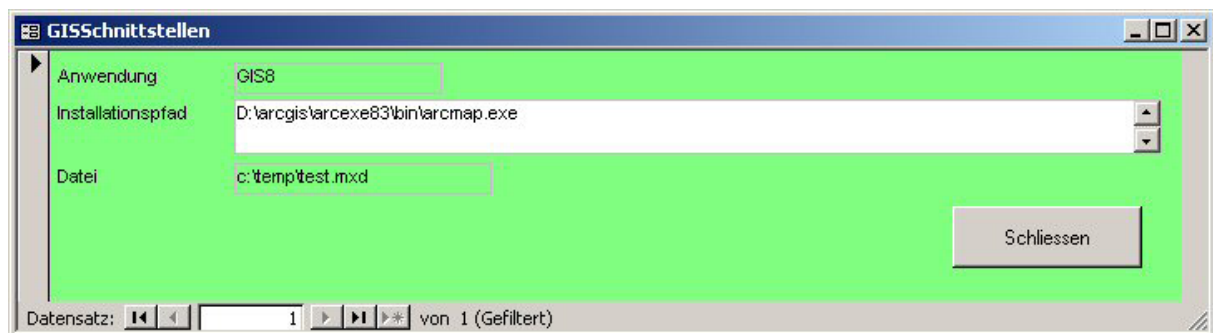 GISSchnittstellen
Anwendung GIS8
Installationspfad D:\arcgis\arcexe83\bin\arcmap.exe
Datei c:\temp\test.mxd
Schliessen
Datensatz: 1 von 1 (Gefiltert)